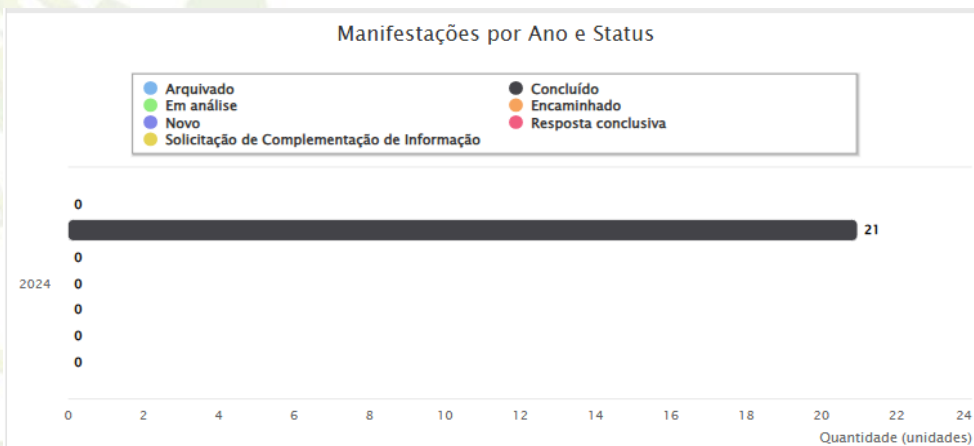 Manifestações por Ano e Status
Arquivado
Concluído
Em análise
Encaminhado
Novo
Resposta conclusiva
Solicitação de Complementação de Informação
0
21
0
2024
0
0
0
0
0 2 4 6 8 10 12 14 16 18 20 22 24
Quantidade (unidades)